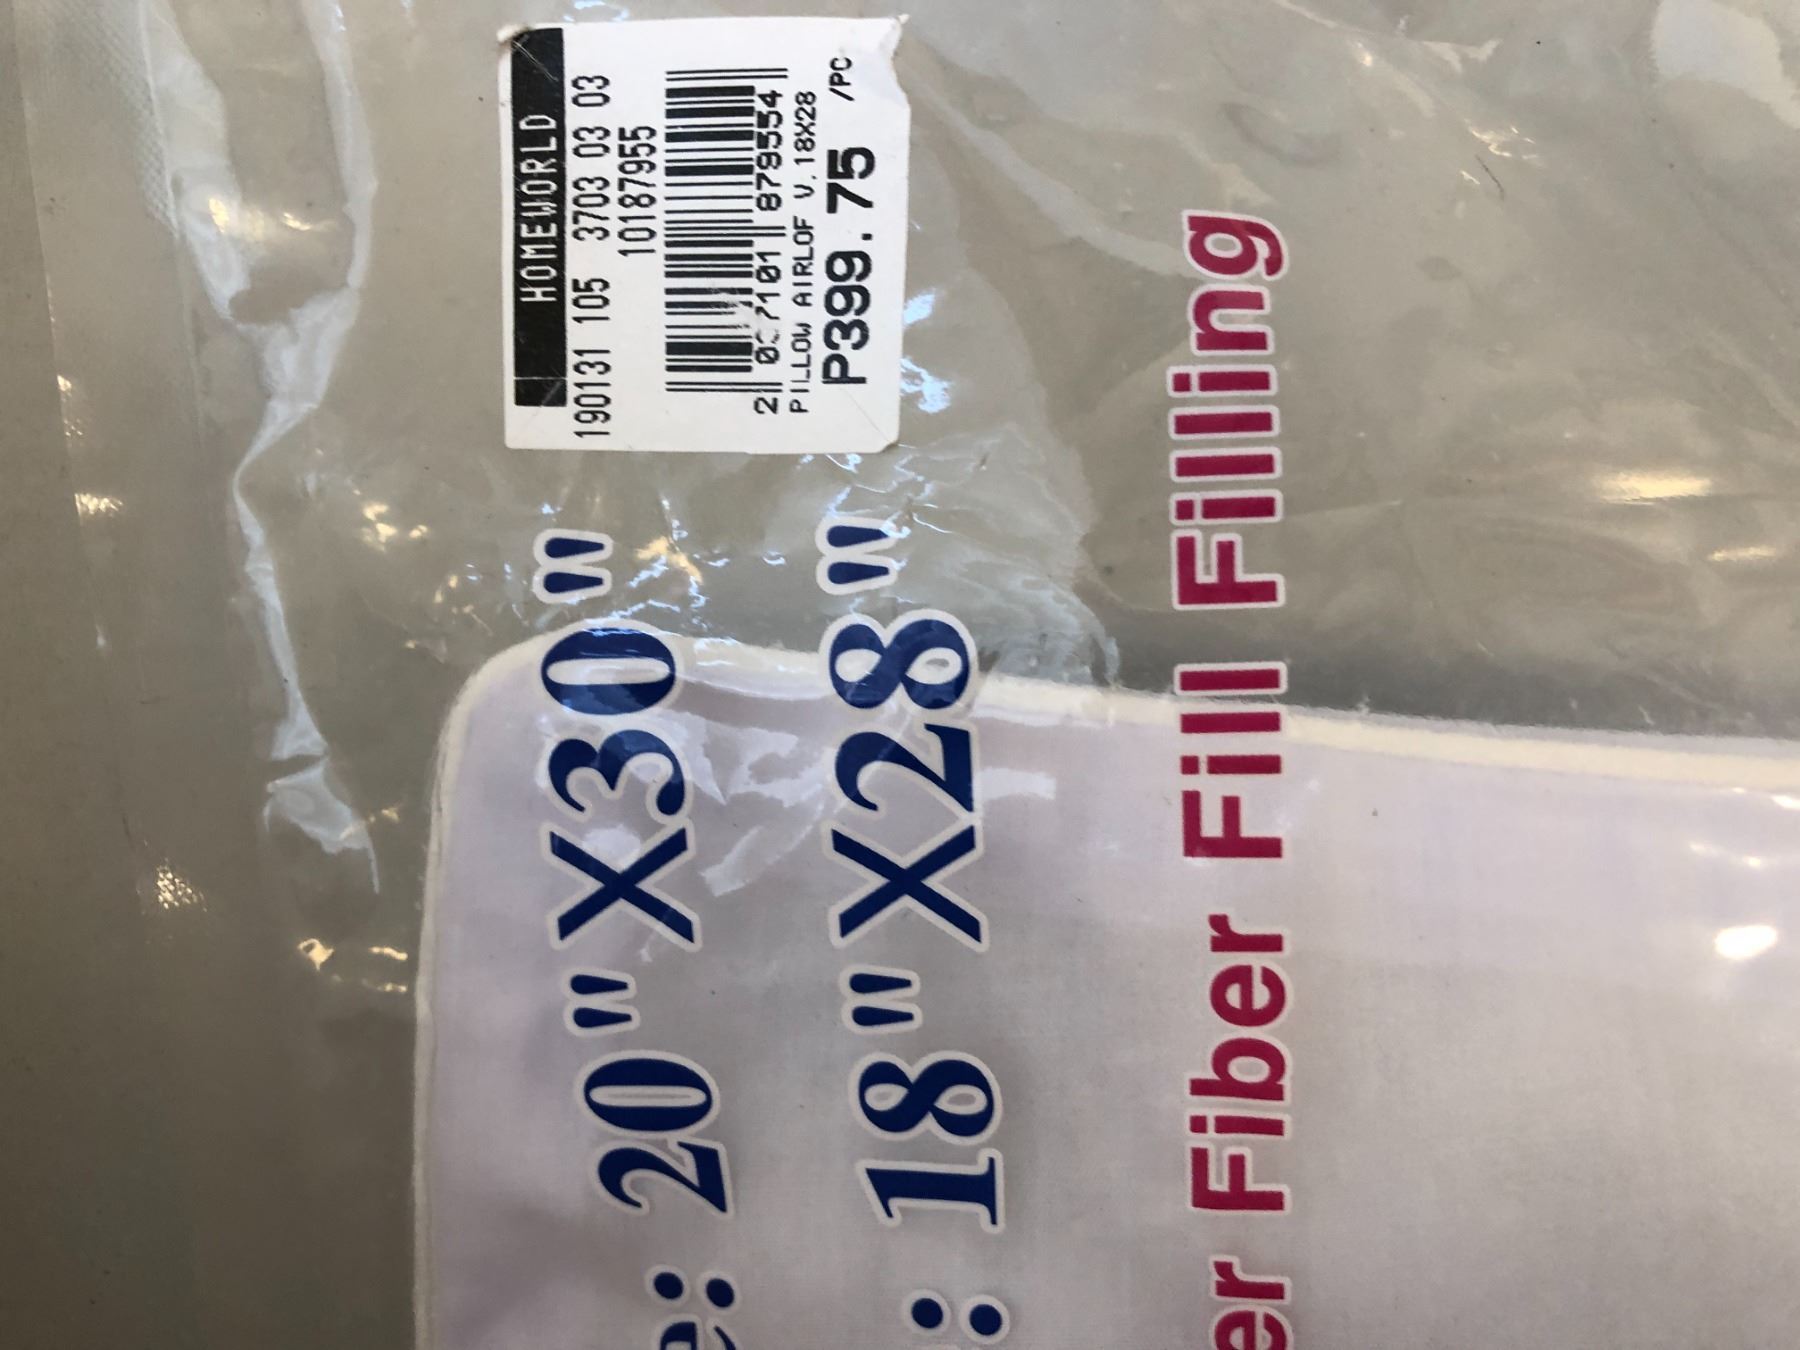 HOMEWORLD
190131 105 3703 03 03
10187955
879554
PILLOW AIRLOF V.18X28
P399.75 /PC
20"X30"
: 18"X28"
Fiber Fill Filling